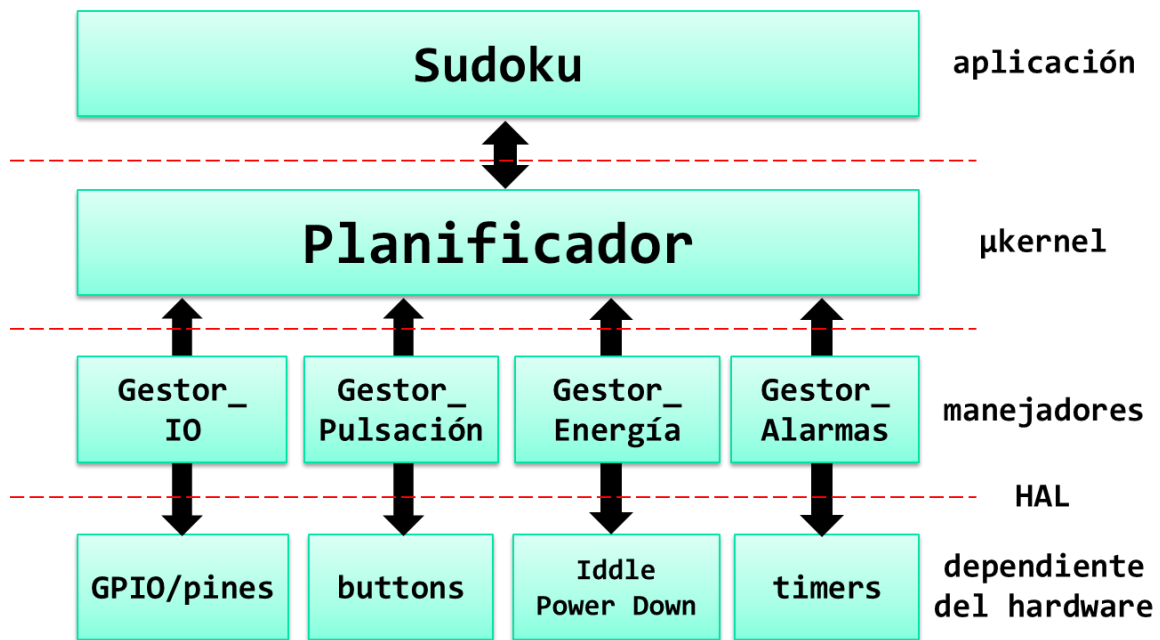 Sudoku
aplicación
Planificador
μkernel
Gestor_
IO
Gestor_
Pulsación
Gestor_
Energía
Gestor_
Alarmas
manejadores
HAL
GPIO/pines
buttons
Iddle
Power Down
timers
dependiente
del hardware